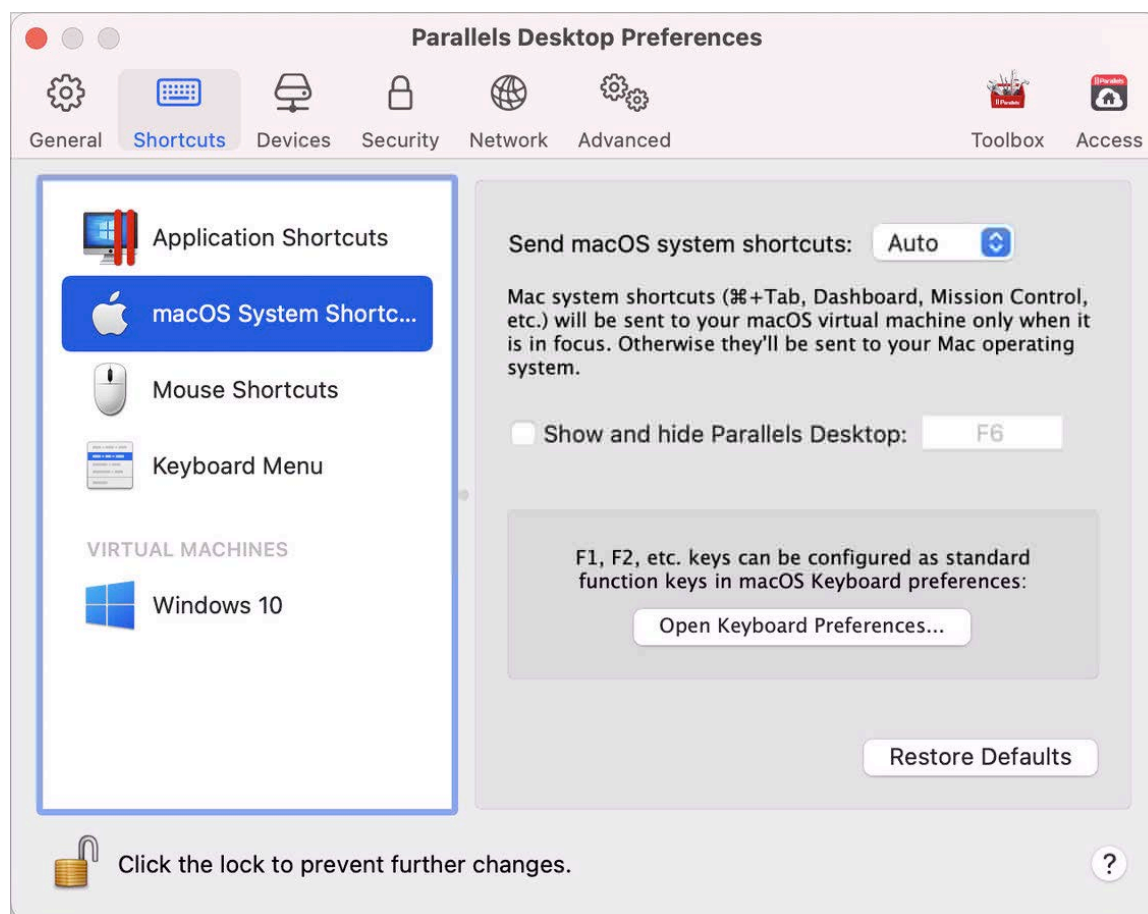 Parallels Desktop Preferences
General Shortcuts Devices Security Network Advanced Toolbox Access
Application Shortcuts
macOS System Shortc...
Mouse Shortcuts
Keyboard Menu
VIRTUAL MACHINES
Windows 10
Send macOS system shortcuts: Auto
Mac system shortcuts (⌘+Tab, Dashboard, Mission Control,
etc.) will be sent to your macOS virtual machine only when it
is in focus. Otherwise they'll be sent to your Mac operating
system.
Show and hide Parallels Desktop: F6
F1, F2, etc. keys can be configured as standard
function keys in macOS Keyboard preferences:
Open Keyboard Preferences...
Restore Defaults
Click the lock to prevent further changes.
?